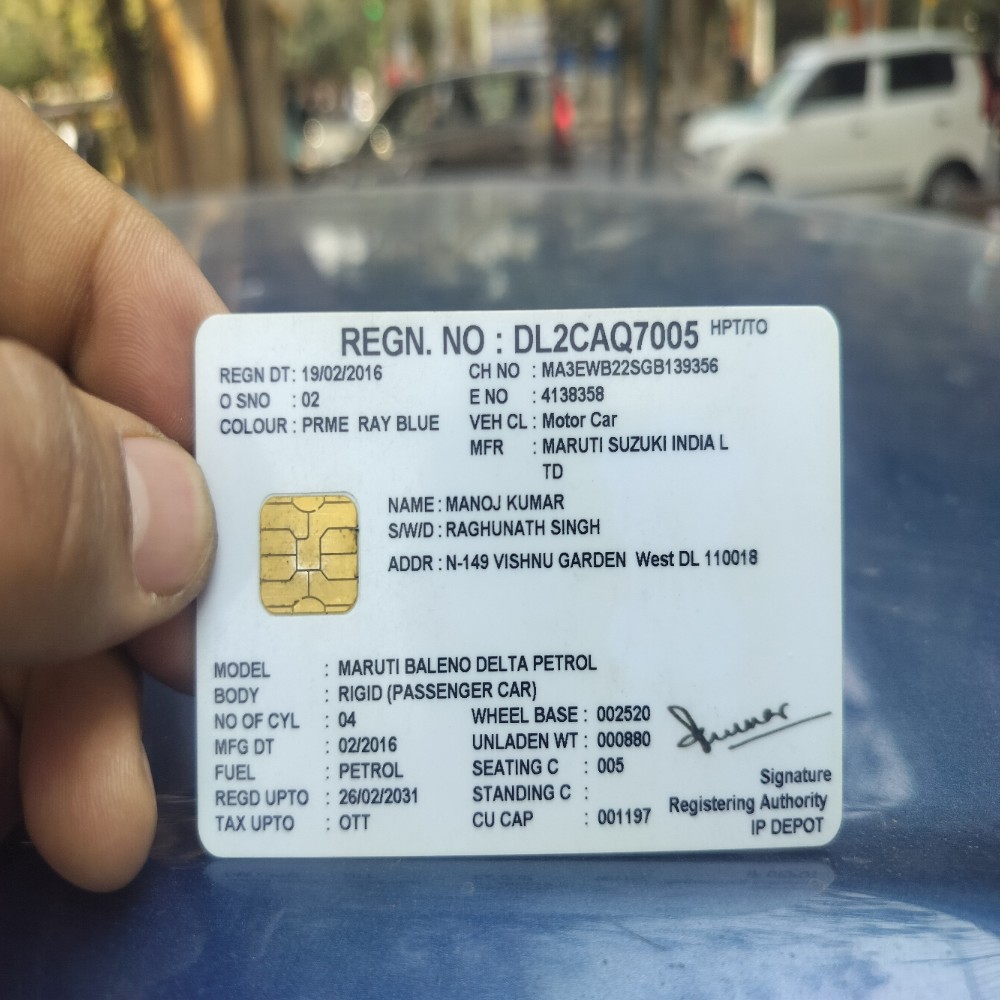 REGN. NO : DL2CAQ7005 HPT/TO
REGN DT : 19/02/2016 CH NO : MA3EWB22SGB139356
O SNO : 02 E NO : 4138358
COLOUR : PRME RAY BLUE VEH CL : Motor Car
MFR : MARUTI SUZUKI INDIA L
TD
NAME : MANOJ KUMAR
S/W/D : RAGHUNATH SINGH
ADDR : N-149 VISHNU GARDEN West DL 110018
MODEL : MARUTI BALENO DELTA PETROL
BODY : RIGID (PASSENGER CAR)
NO OF CYL : 04 WHEEL BASE : 002520
MFG DT : 02/2016 UNLADEN WT : 000880
FUEL : PETROL SEATING C : 005
REGD UPTO : 26/02/2031 STANDING C :
TAX UPTO : OTT CU CAP : 001197
Signature
Registering Authority
IP DEPOT